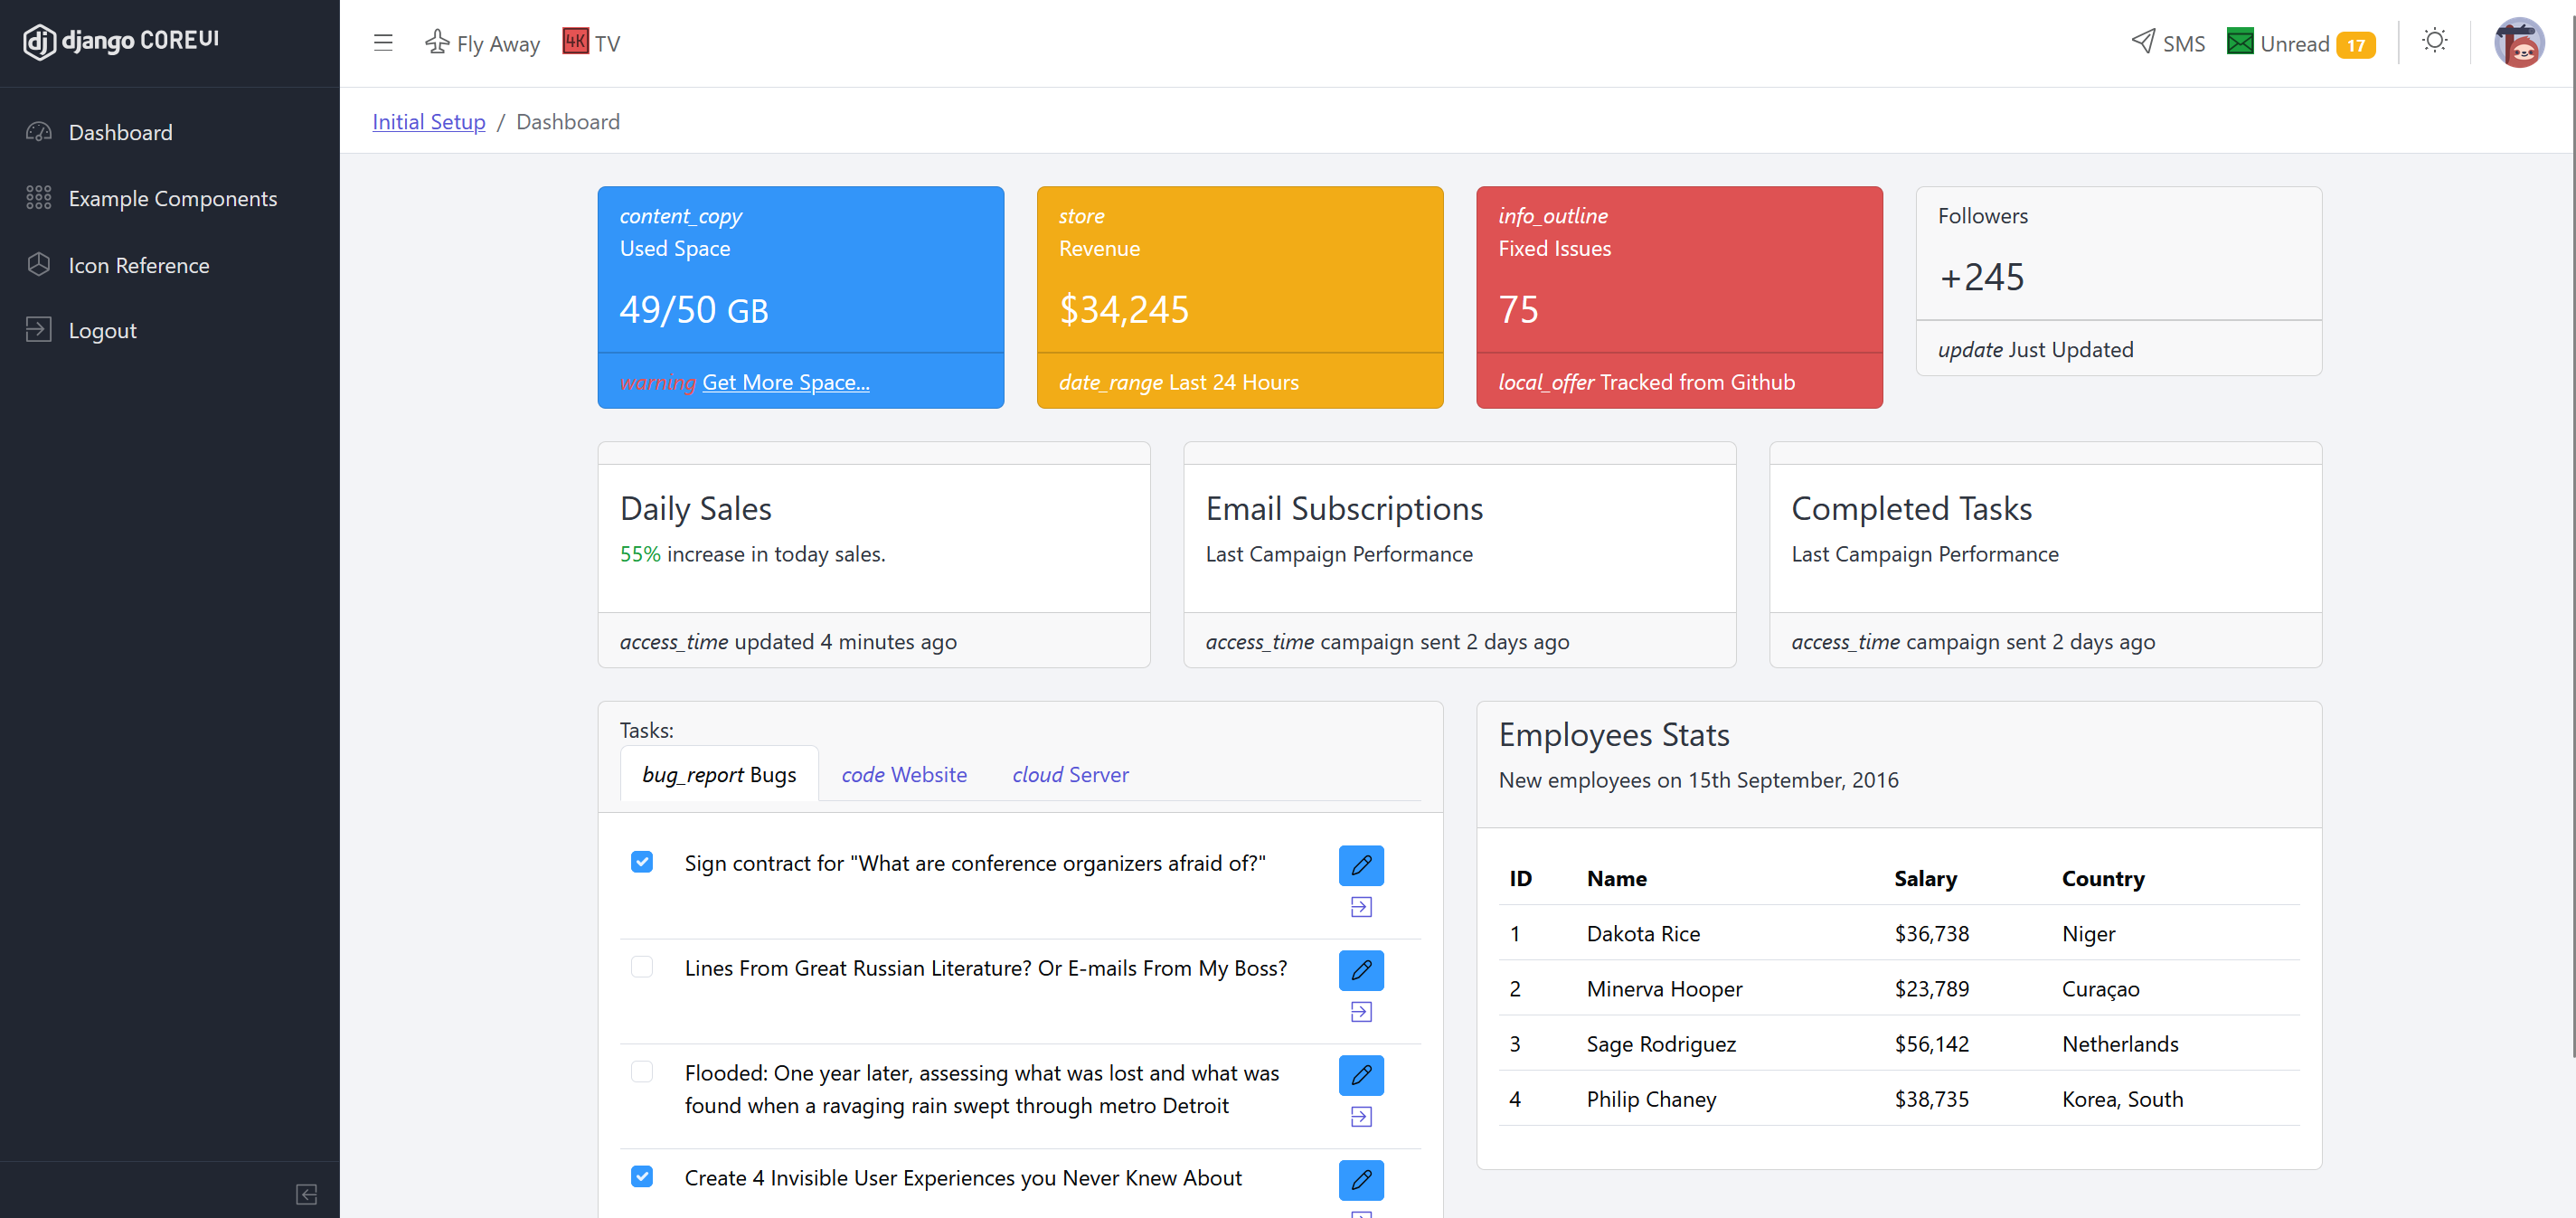 dj django COREUI
Fly Away 4K TV
SMS Unread 17
Dashboard
Example Components
Icon Reference
Logout
Initial Setup / Dashboard
content_copy
Used Space
49/50 GB
warning Get More Space...
store
Revenue
$34,245
date_range Last 24 Hours
info_outline
Fixed Issues
75
local_offer Tracked from Github
Followers
+245
update Just Updated
Daily Sales
55% increase in today sales.
access_time updated 4 minutes ago
Email Subscriptions
Last Campaign Performance
access_time campaign sent 2 days ago
Completed Tasks
Last Campaign Performance
access_time campaign sent 2 days ago
Tasks:
bug_report Bugs code Website cloud Server
Sign contract for "What are conference organizers afraid of?"
Lines From Great Russian Literature? Or E-mails From My Boss?
Flooded: One year later, assessing what was lost and what was
found when a ravaging rain swept through metro Detroit
Create 4 Invisible User Experiences you Never Knew About
Employees Stats
New employees on 15th September, 2016
ID Name Salary Country
1 Dakota Rice $36,738 Niger
2 Minerva Hooper $23,789 Curaçao
3 Sage Rodriguez $56,142 Netherlands
4 Philip Chaney $38,735 Korea, South